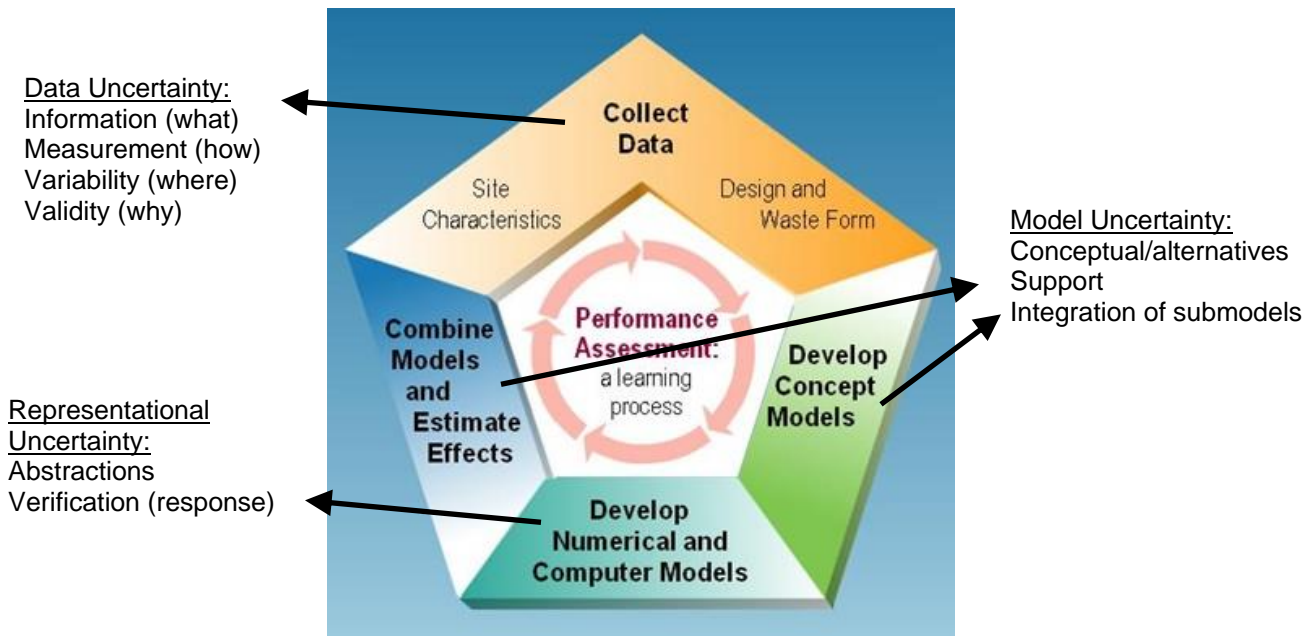 Data Uncertainty:
Information (what)
Measurement (how)
Variability (where)
Validity (why)
Collect
Data
Site
Characteristics
Design and
Waste Form
Model Uncertainty:
Conceptual/alternatives
Support
Integration of submodels
Performance
Assessment:
a learning
process
Combine
Models
and
Estimate
Effects
Develop
Concept
Models
Representational
Uncertainty:
Abstractions
Verification (response)
Develop
Numerical and
Computer Models